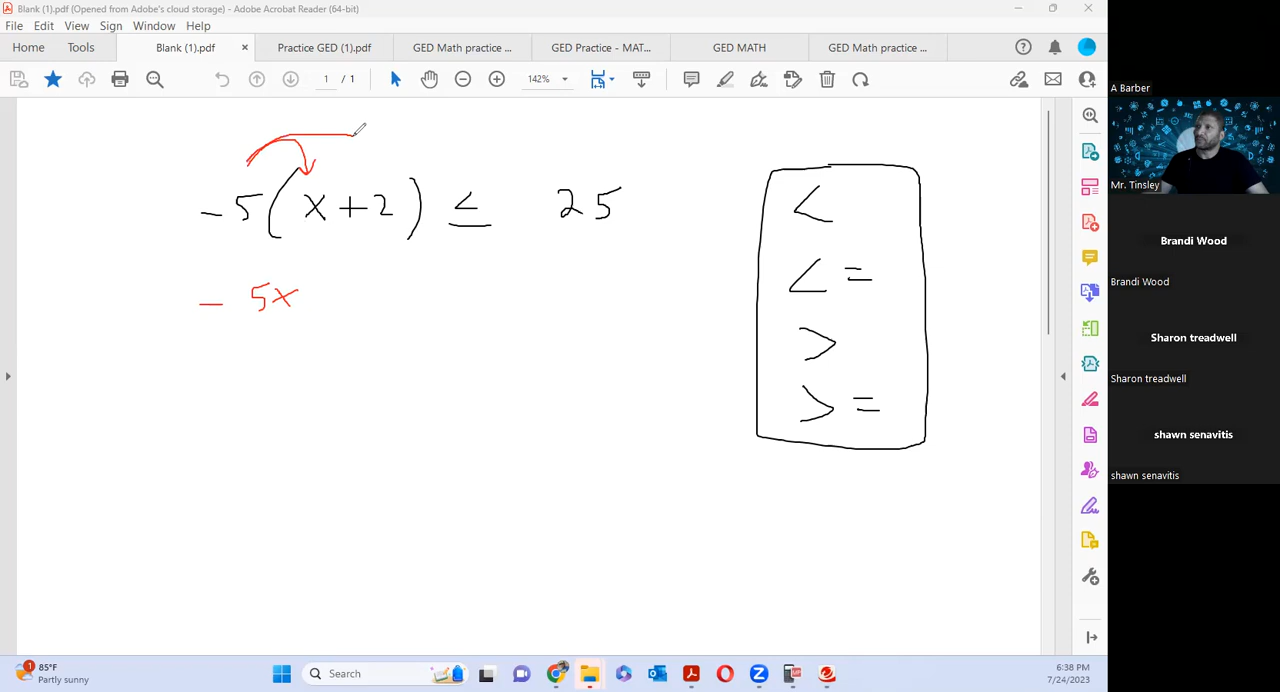 Blank (1).pdf (Opened from Adobe's cloud storage) - Adobe Acrobat Reader (64-bit)
File Edit View Sign Window Help
Home Tools Blank (1).pdf Practice GED (1).pdf GED Math practice ... GED Practice - MAT... GED MATH GED Math practice ...
1 / 1 142%
A Barber
Mr. Tinsley
-5(x+2) ≤ 25
- 5x
<
< =
>
> =
Brandi Wood
Brandi Wood
Sharon treadwell
Sharon treadwell
shawn senavitis
shawn senavitis
1
85°F
Partly sunny
Search
6:38 PM
7/24/2023